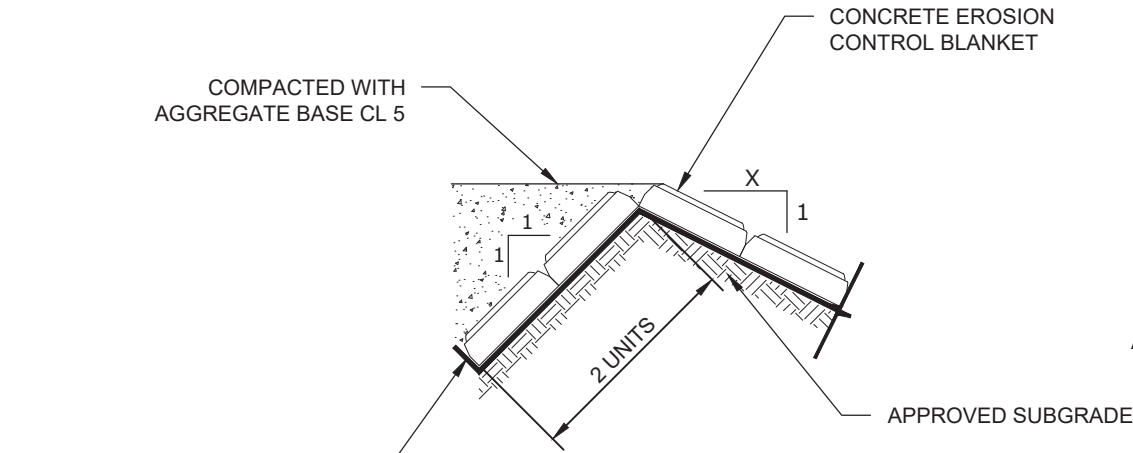 CONCRETE EROSION
CONTROL BLANKET
COMPACTED WITH
AGGREGATE BASE CL 5
X
1
1
1
2 UNITS
APPROVED SUBGRADE